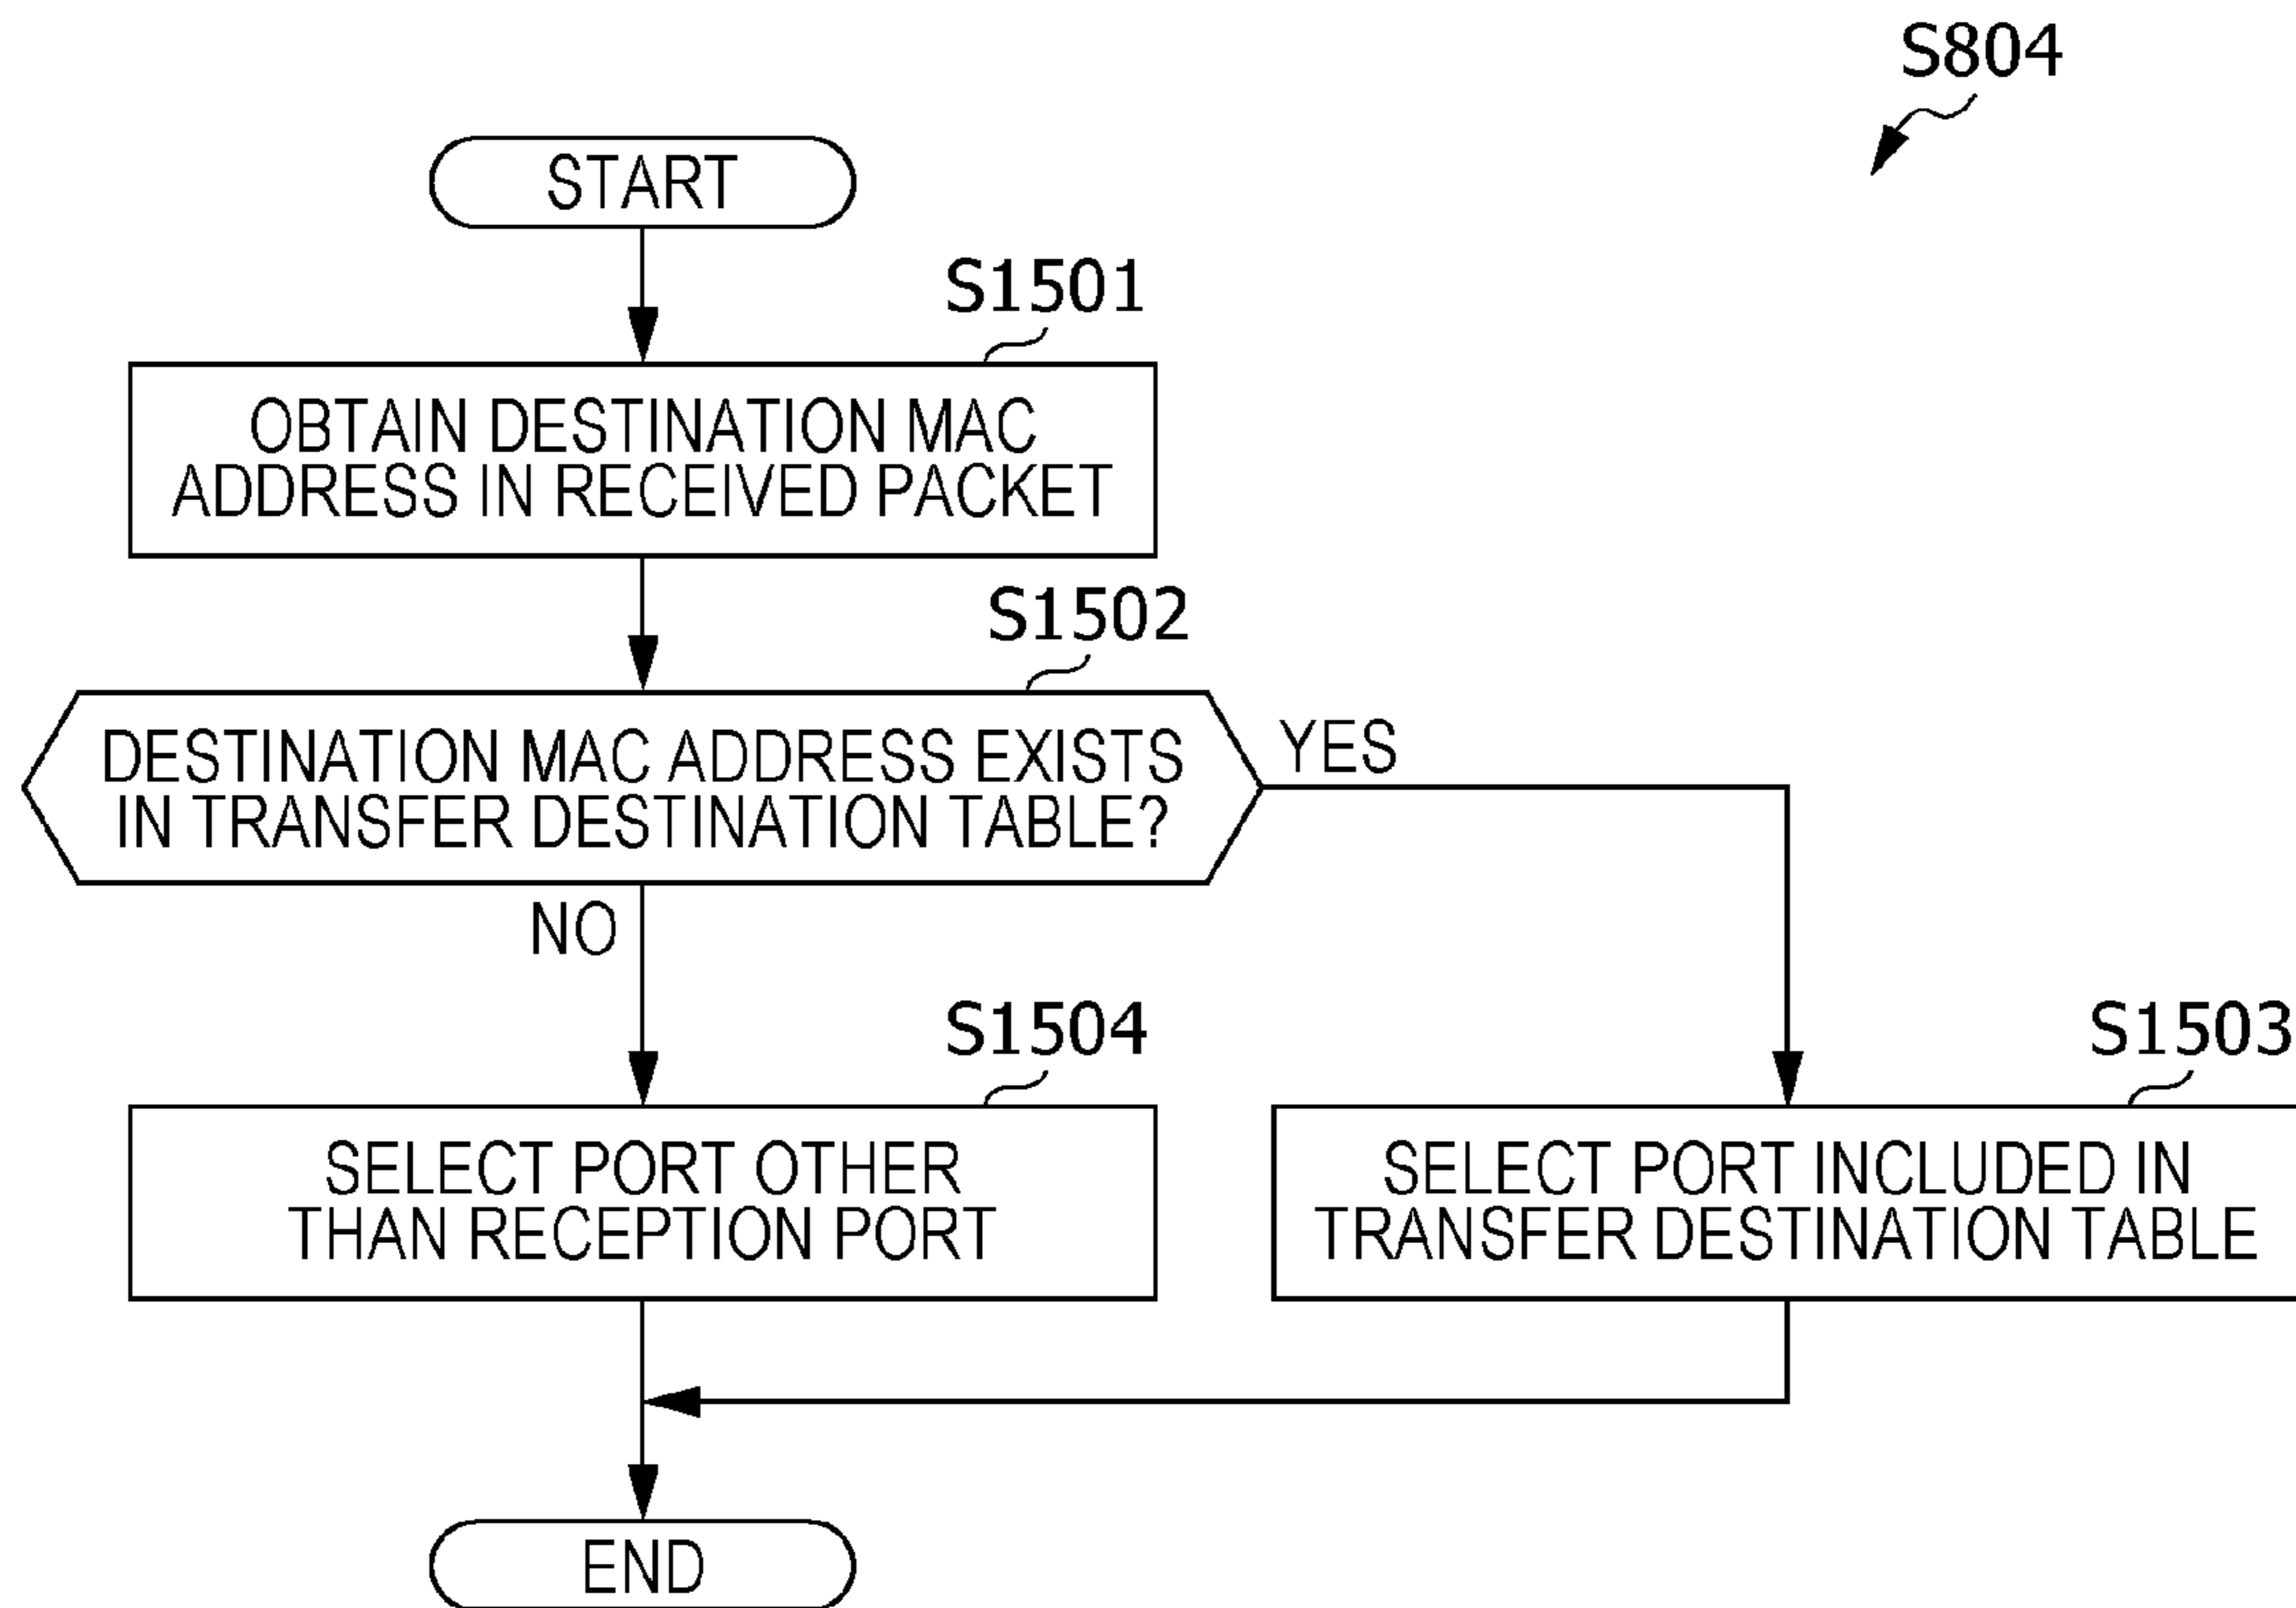 S804
START
S1501
OBTAIN DESTINATION MAC
ADDRESS IN RECEIVED PACKET
S1502
DESTINATION MAC ADDRESS EXISTS
IN TRANSFER DESTINATION TABLE?
YES
NO
S1504
SELECT PORT OTHER
THAN RECEPTION PORT
S1503
SELECT PORT INCLUDED IN
TRANSFER DESTINATION TABLE
END